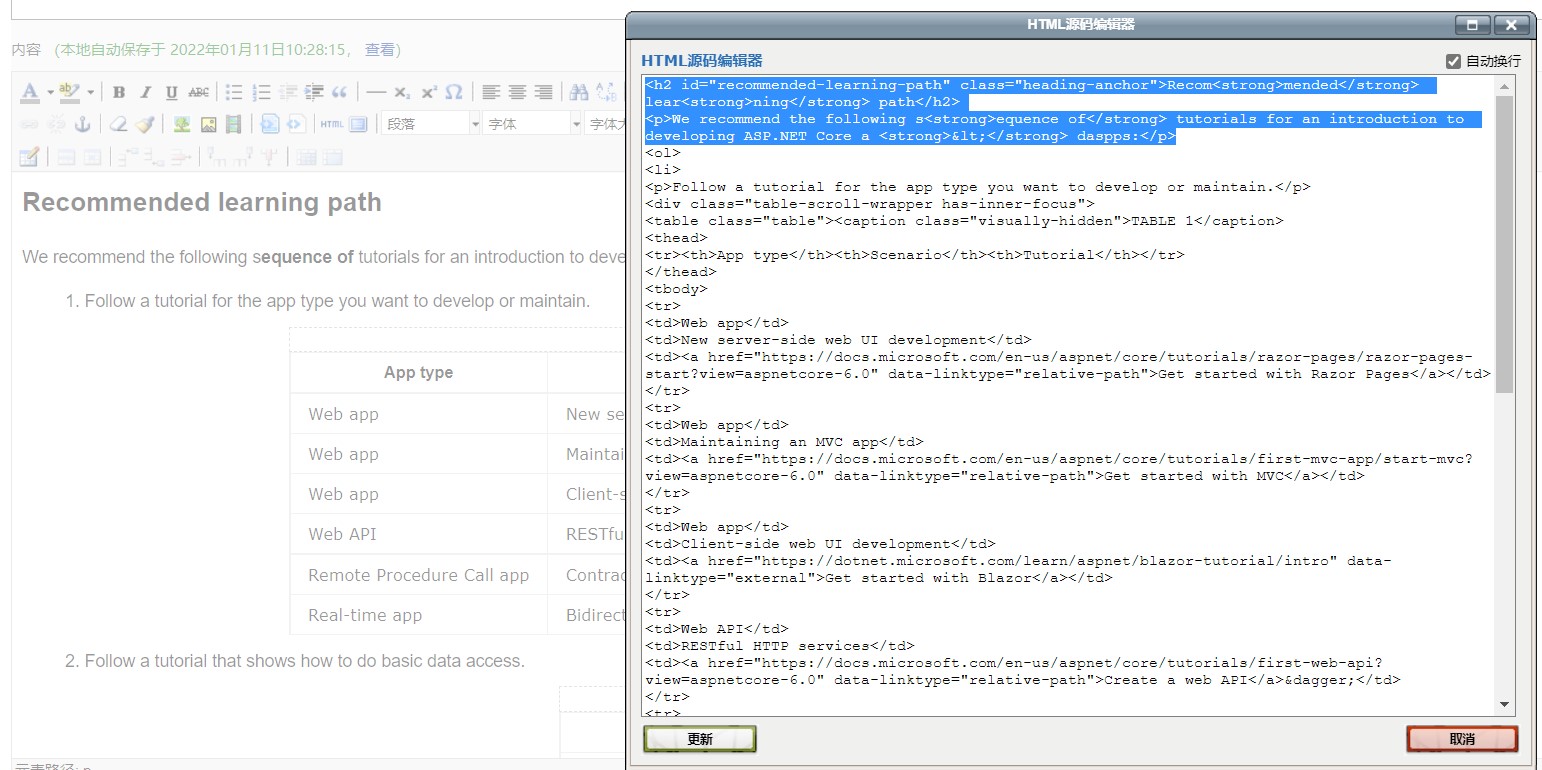 HTML源码编辑器
内容 (本地自动保存于 2022年01月11日10:28:15, 查看)
A ab B I U ABC
HTML 段落 字体 字体大
Recommended learning path
We recommend the following sequence of tutorials for an introduction to deve
1. Follow a tutorial for the app type you want to develop or maintain.
App type
Web app New se
Web app Maintai
Web app Client-s
Web API RESTfu
Remote Procedure Call app Contrac
Real-time app Bidirect
2. Follow a tutorial that shows how to do basic data access.
元素路径: p
HTML源码编辑器
自动换行
<h2 id="recommended-learning-path" class="heading-anchor">Recom<strong>mended</strong>
lear<strong>ning</strong> path</h2>
<p>We recommend the following s<strong>equence of</strong> tutorials for an introduction to
developing ASP.NET Core a <strong>&lt;</strong> daspps:</p>
<ol>
<li>
<p>Follow a tutorial for the app type you want to develop or maintain.</p>
<div class="table-scroll-wrapper has-inner-focus">
<table class="table"><caption class="visually-hidden">TABLE 1</caption>
<thead>
<tr><th>App type</th><th>Scenario</th><th>Tutorial</th></tr>
</thead>
<tbody>
<tr>
<td>Web app</td>
<td>New server-side web UI development</td>
<td><a href="https://docs.microsoft.com/en-us/aspnet/core/tutorials/razor-pages/razor-pages-
start?view=aspnetcore-6.0" data-linktype="relative-path">Get started with Razor Pages</a></td>
</tr>
<tr>
<td>Web app</td>
<td>Maintaining an MVC app</td>
<td><a href="https://docs.microsoft.com/en-us/aspnet/core/tutorials/first-mvc-app/start-mvc?
view=aspnetcore-6.0" data-linktype="relative-path">Get started with MVC</a></td>
</tr>
<tr>
<td>Web app</td>
<td>Client-side web UI development</td>
<td><a href="https://dotnet.microsoft.com/learn/aspnet/blazor-tutorial/intro" data-
linktype="external">Get started with Blazor</a></td>
</tr>
<tr>
<td>Web API</td>
<td>RESTful HTTP services</td>
<td><a href="https://docs.microsoft.com/en-us/aspnet/core/tutorials/first-web-api?
view=aspnetcore-6.0" data-linktype="relative-path">Create a web API</a>&dagger;</td>
</tr>
<tr>
更新
取消